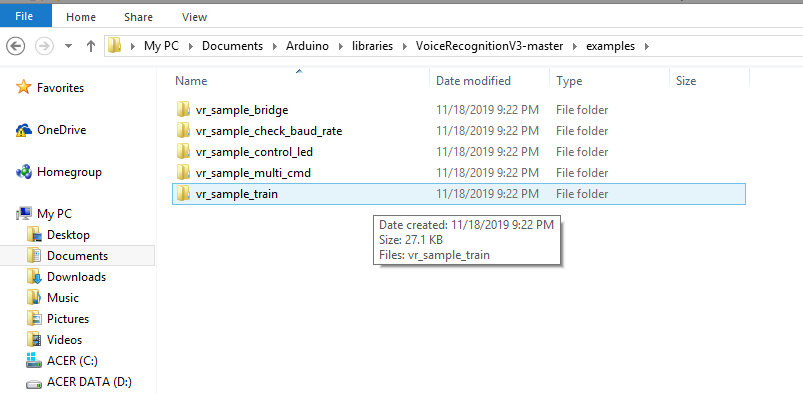 File Home Share View
My PC Documents Arduino libraries VoiceRecognitionV3-master examples
Name Date modified Type Size
Favorites
OneDrive
Homegroup
My PC
Desktop
Documents
Downloads
Music
Pictures
Videos
ACER (C:)
ACER DATA (D:)
vr_sample_bridge 11/18/2019 9:22 PM File folder
vr_sample_check_baud_rate 11/18/2019 9:22 PM File folder
vr_sample_control_led 11/18/2019 9:22 PM File folder
vr_sample_multi_cmd 11/18/2019 9:22 PM File folder
vr_sample_train 11/18/2019 9:22 PM File folder
Date created: 11/18/2019 9:22 PM
Size: 27.1 KB
Files: vr_sample_train